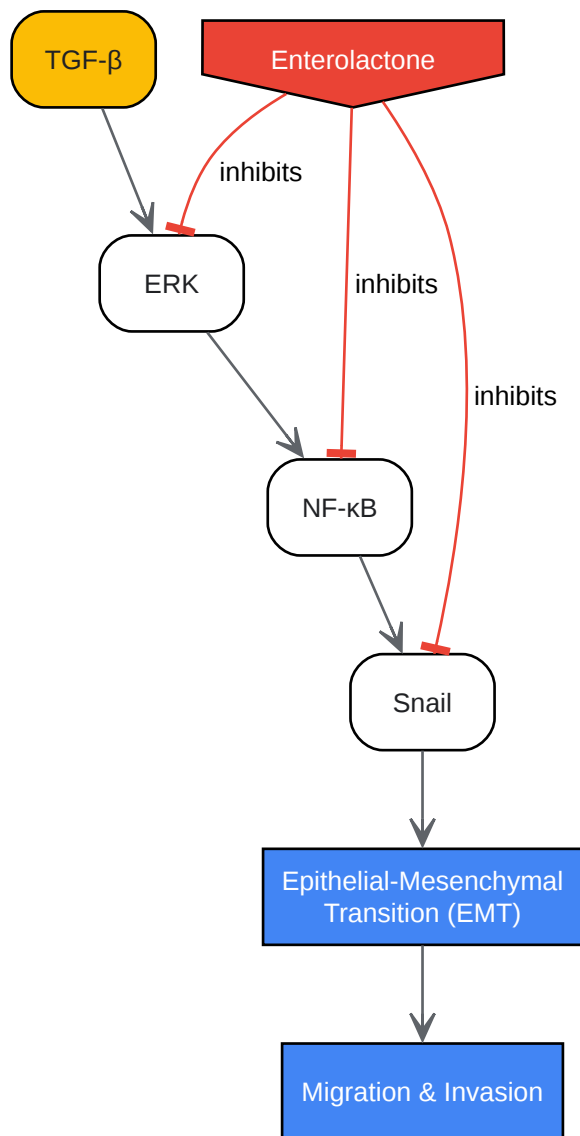 TGF-β
Enterolactone
inhibits
ERK
inhibits
inhibits
NF-κB
Snail
Epithelial-Mesenchymal
Transition (EMT)
Migration & Invasion